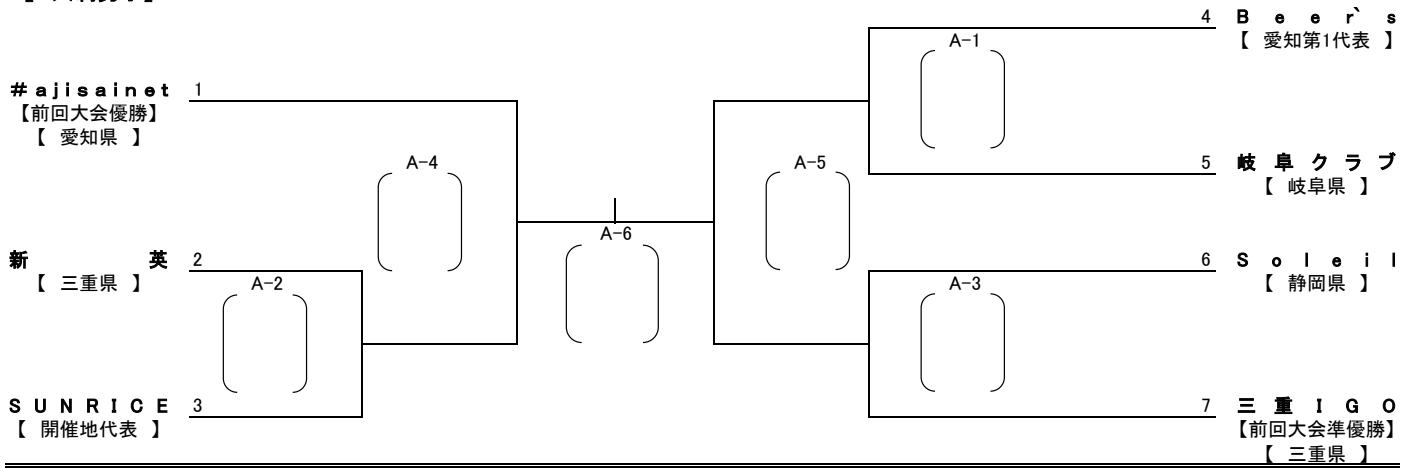 4 Beer`s
【 愛知第1代表 】
A-1
#ajisainet 1
【前回大会優勝】
【 愛知県 】
A-4
A-5
5 岐阜クラブ
【 岐阜県 】
A-6
新英 2
【 三重県 】
A-2
6 Soleil
【 静岡県 】
A-3
SUNRICE 3
【 開催地代表 】
7 三重IGO
【前回大会準優勝】
【 三重県 】